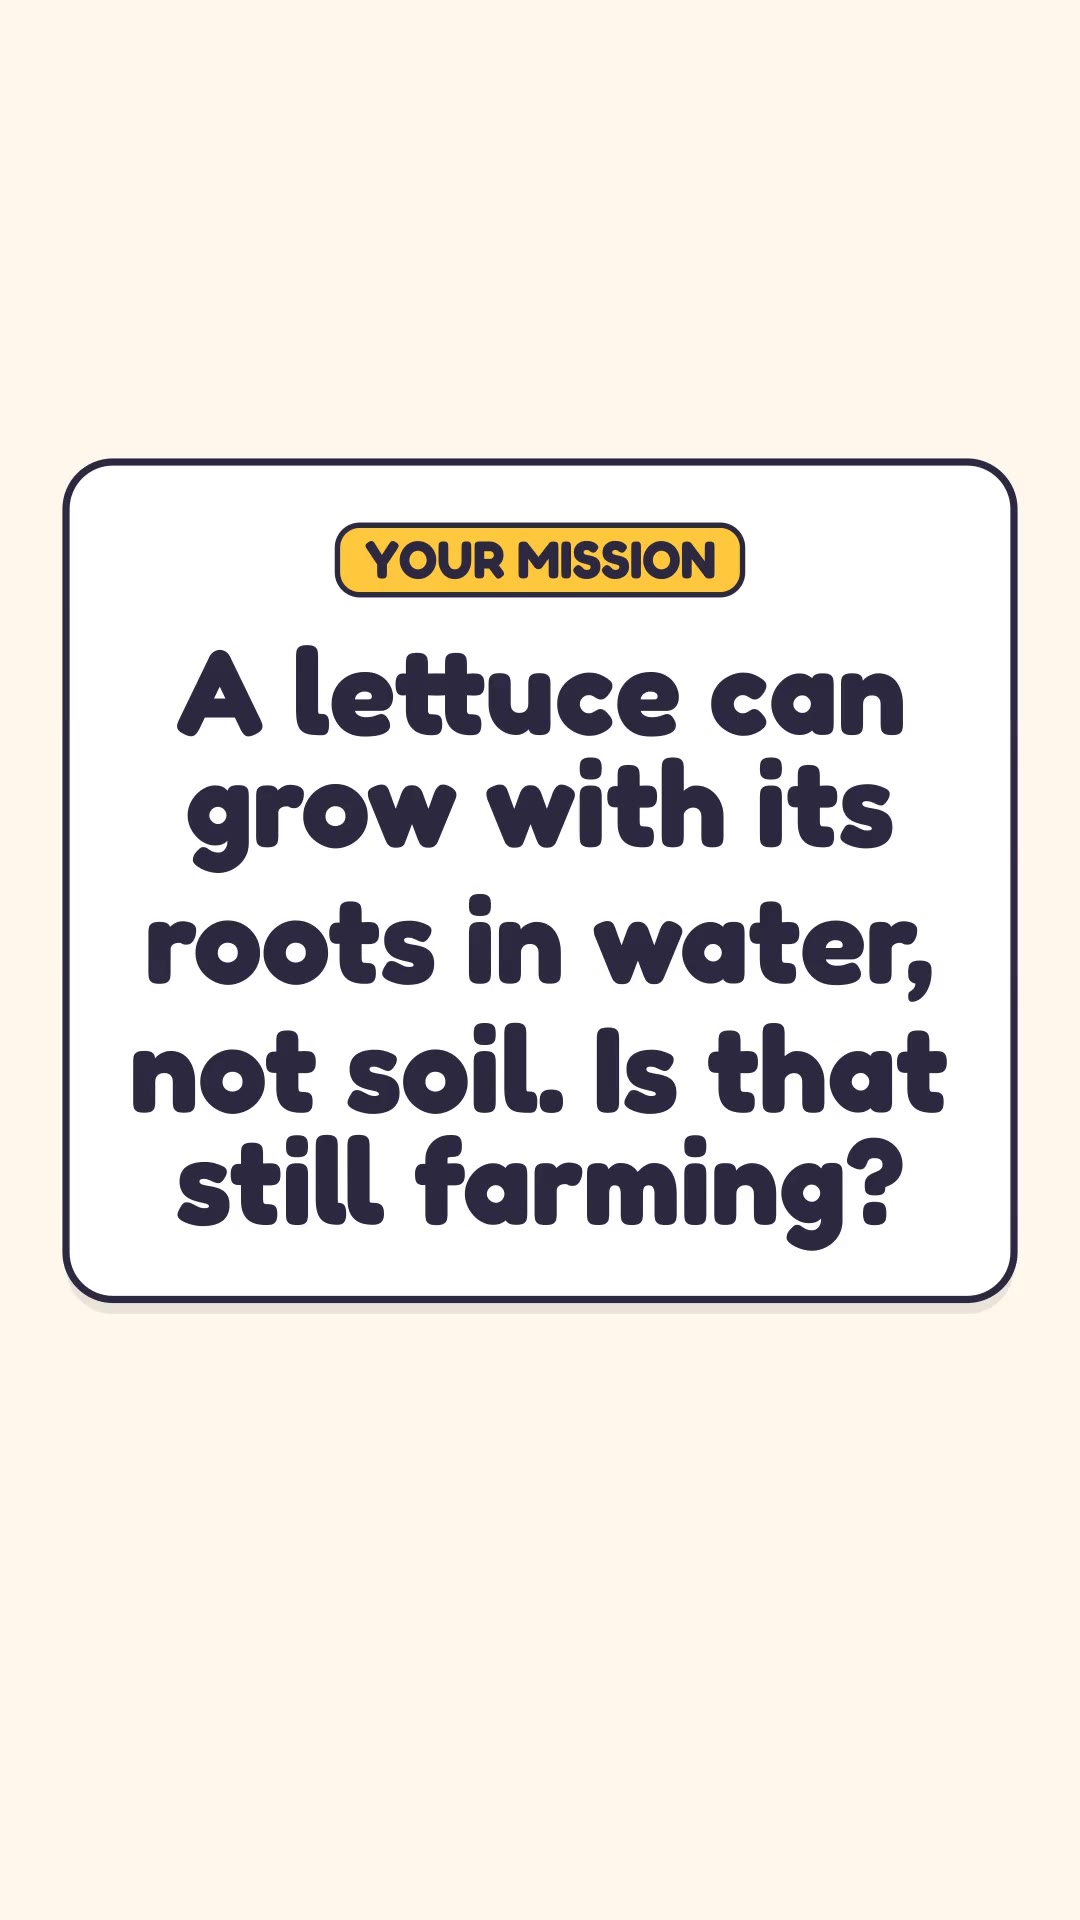 YOUR MISSION
A lettuce can
grow with its
roots in water,
not soil. Is that
still farming?